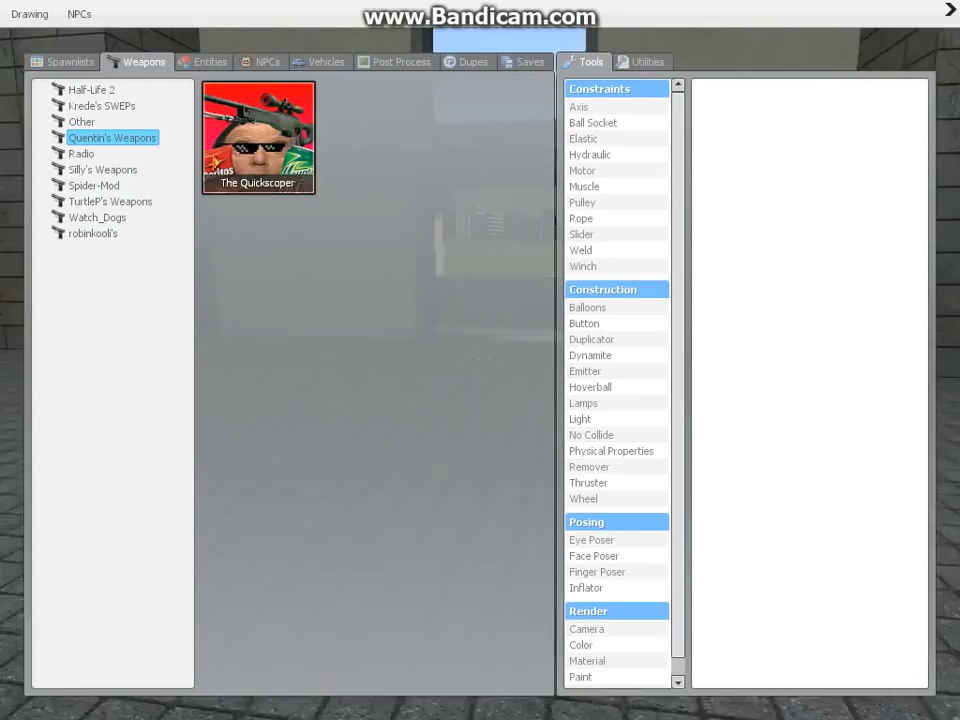 Drawing NPCs
www.Bandicam.com
Spawnlists Weapons Entities NPCs Vehicles Post Process Dupes Saves Tools Utilities
Half-Life 2
Krede's SWEPs
Other
Quentin's Weapons
Radio
Silly's Weapons
Spider-Mod
TurtleP's Weapons
Watch_Dogs
robinkooli's
The Quickscoper
Constraints
Axis
Ball Socket
Elastic
Hydraulic
Motor
Muscle
Pulley
Rope
Slider
Weld
Winch
Construction
Balloons
Button
Duplicator
Dynamite
Emitter
Hoverball
Lamps
Light
No Collide
Physical Properties
Remover
Thruster
Wheel
Posing
Eye Poser
Face Poser
Finger Poser
Inflator
Render
Camera
Color
Material
Paint